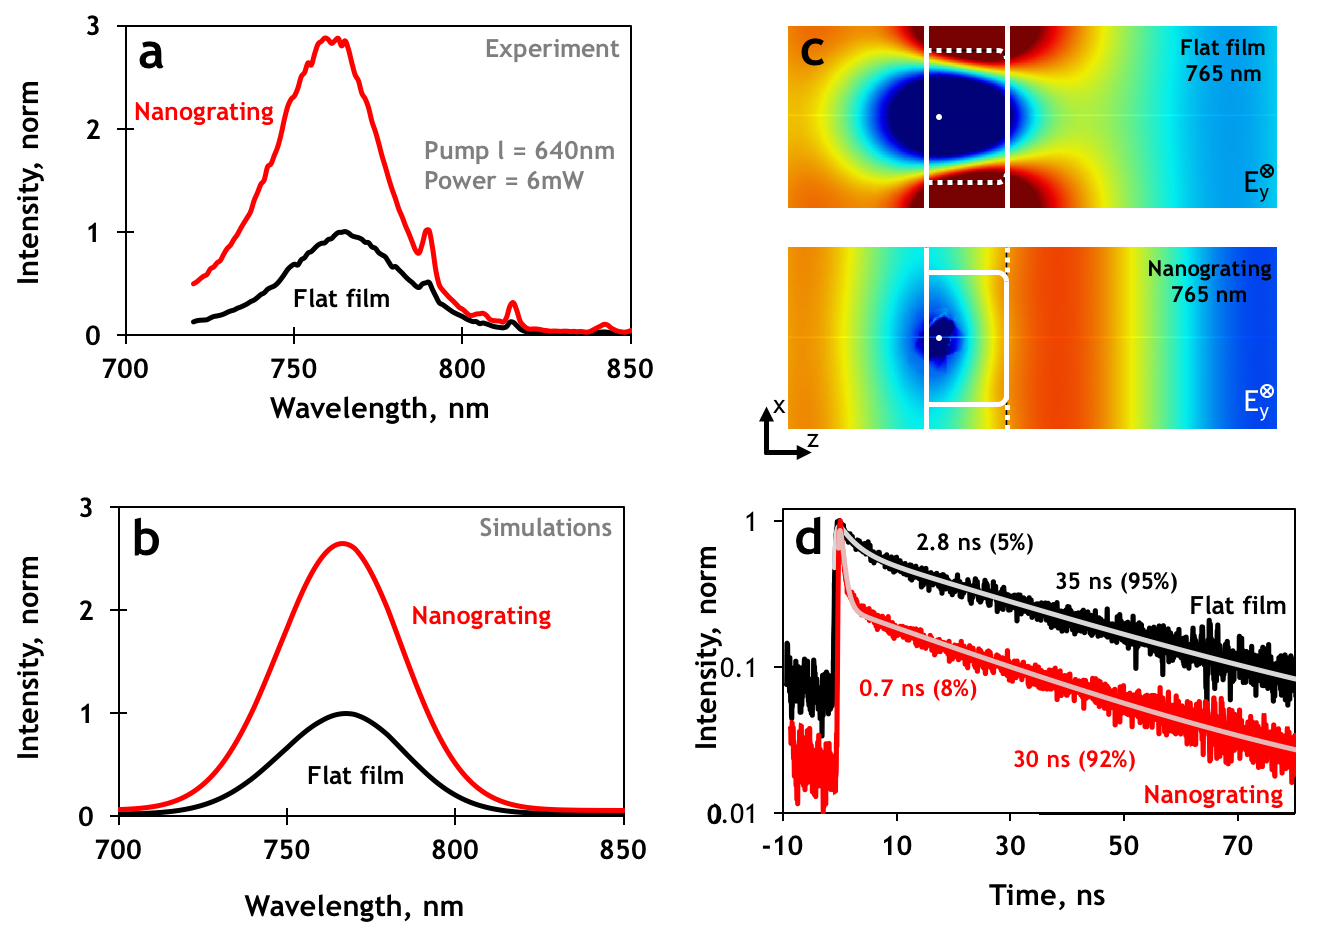 a
Experiment
Nanograting
Pump l = 640nm
Power = 6mW
Flat film
Intensity, norm
3
2
1
0
700
750
800
850
Wavelength, nm
c
Flat film
765 nm
Ey⊗
Nanograting
765 nm
Ey⊗
x
z
b
Simulations
Nanograting
Flat film
Intensity, norm
3
2
1
0
700
750
800
850
Wavelength, nm
d
2.8 ns (5%)
35 ns (95%)
Flat film
0.7 ns (8%)
30 ns (92%)
Nanograting
Intensity, norm
1
0.1
0.01
-10
10
30
50
70
Time, ns